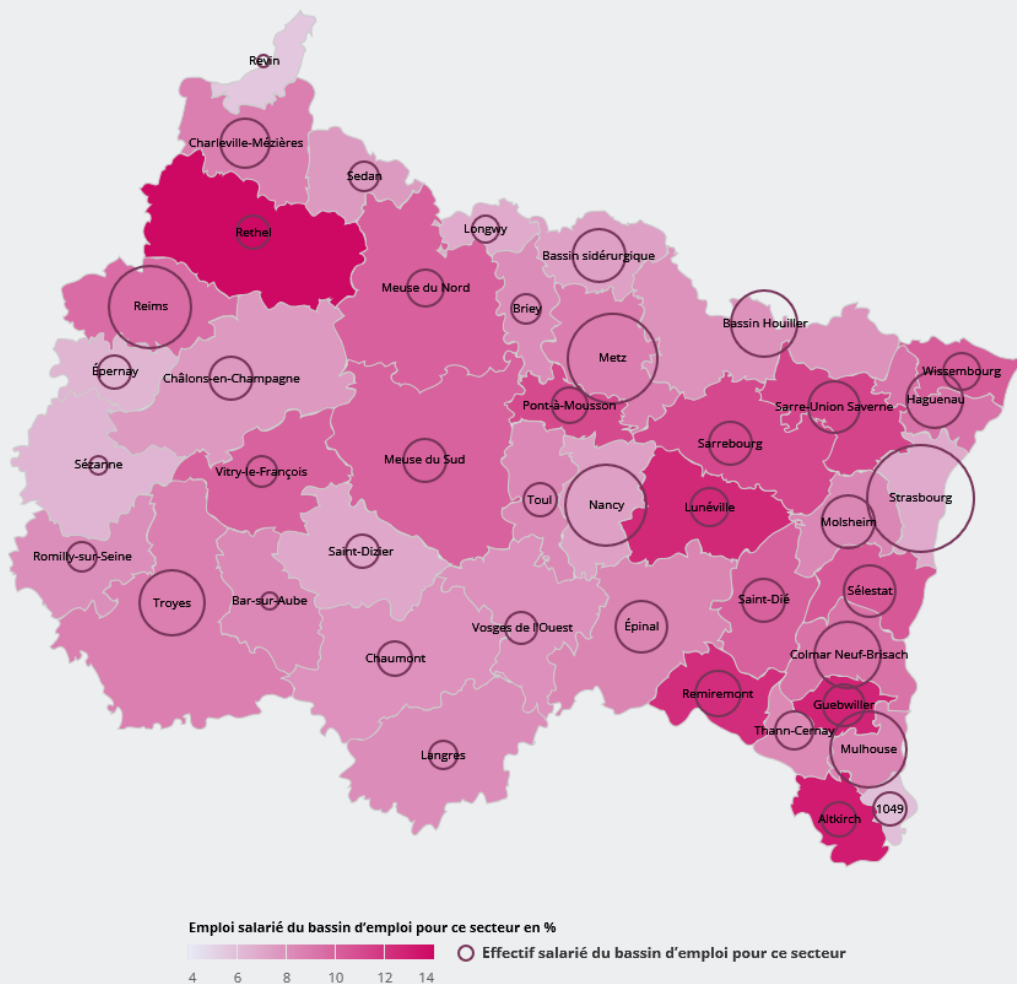 Revin
Charleville-Mézières
Sedan
Rethel
Longwy
Bassin sidérurgique
Meuse du Nord
Reims
Briey
Bassin Houiller
Metz
Épernay
Châlons-en-Champagne
Wissembourg
Haguenau
Pont-à-Mousson
Sarre-Union Saverne
Sarrebourg
Meuse du Sud
Sézanne
Vitry-le-François
Toul
Nancy
Lunéville
Strasbourg
Molsheim
Saint-Dizier
Romilly-sur-Seine
Troyes
Bar-sur-Aube
Saint-Dié
Sélestat
Vosges de l'Ouest
Épinal
Chaumont
Colmar Neuf-Brisach
Remiremont
Guebwiller
Thann-Cernay
Mulhouse
Langres
1049
Altkirch
Emploi salarié du bassin d’emploi pour ce secteur en %
Effectif salarié du bassin d’emploi pour ce secteur
4 6 8 10 12 14